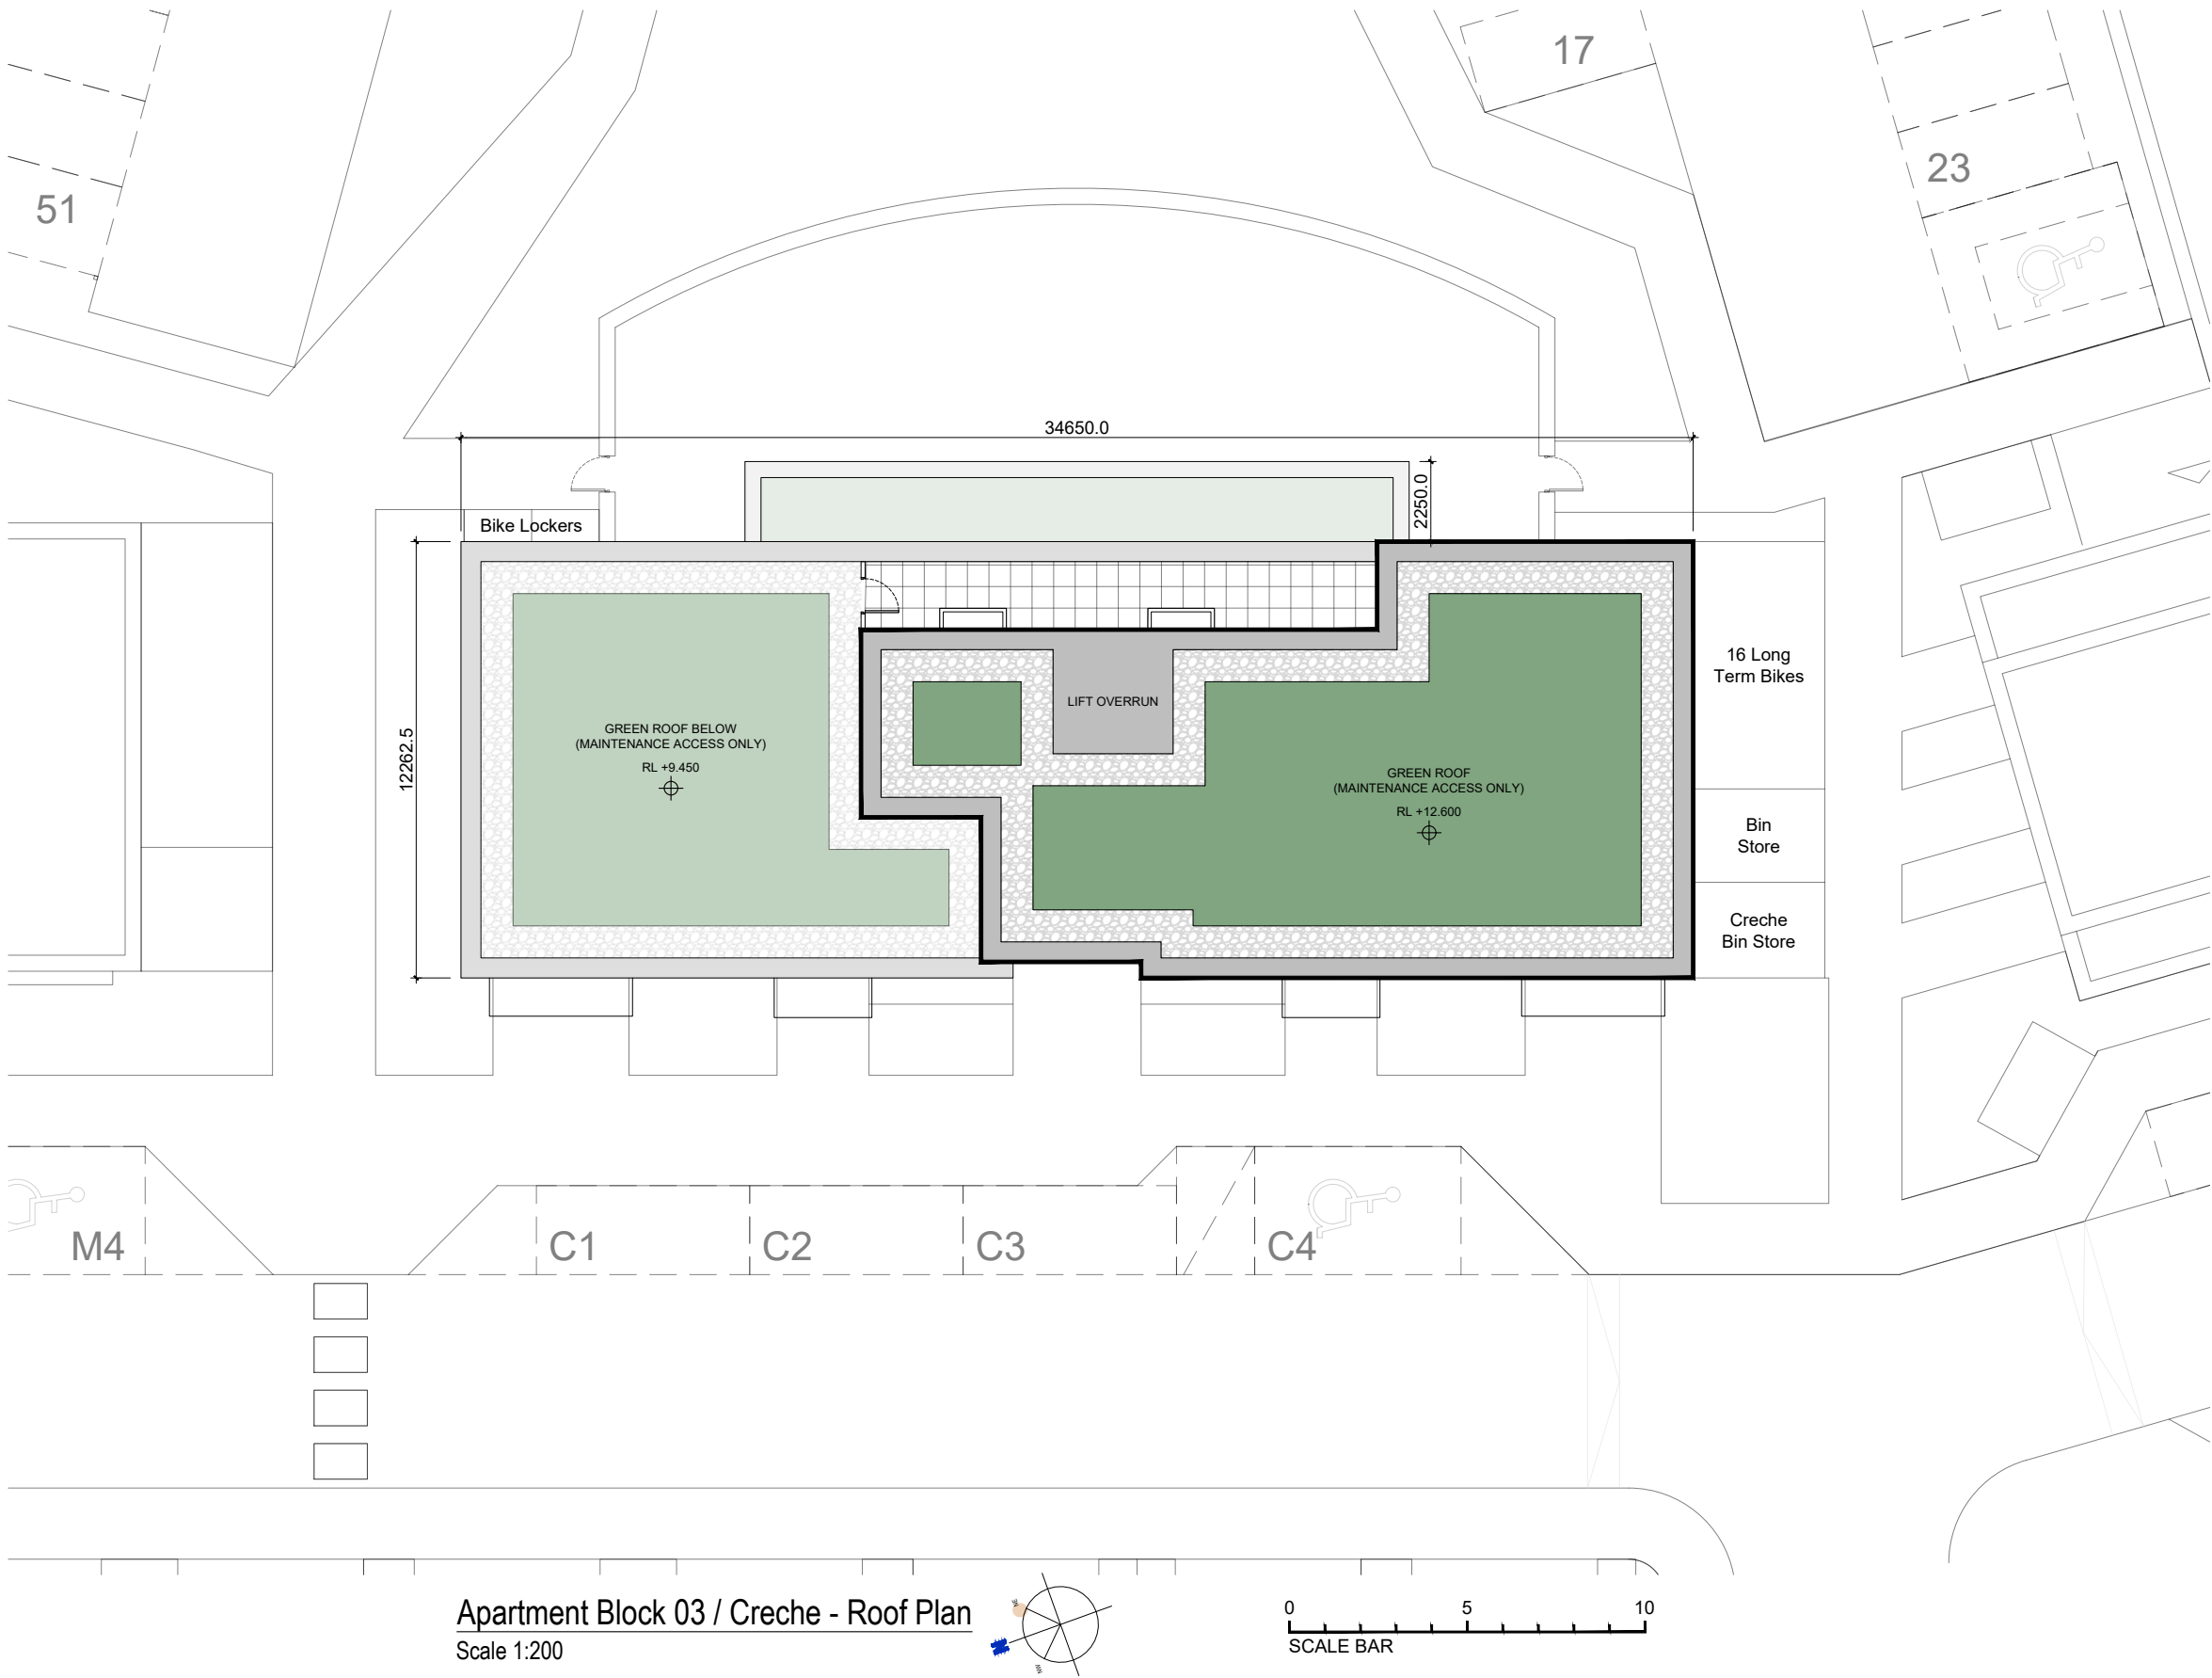 17
23
51
34650.0
2250.0
Bike Lockers
12262.5
16 Long
Term Bikes
LIFT OVERRUN
GREEN ROOF BELOW
(MAINTENANCE ACCESS ONLY)
RL +9.450
GREEN ROOF
(MAINTENANCE ACCESS ONLY)
RL +12.600
Bin
Store
Creche
Bin Store
M4
C1
C2
C3
C4
Apartment Block 03 / Creche - Roof Plan
Scale 1:200
0
5
10
SCALE BAR